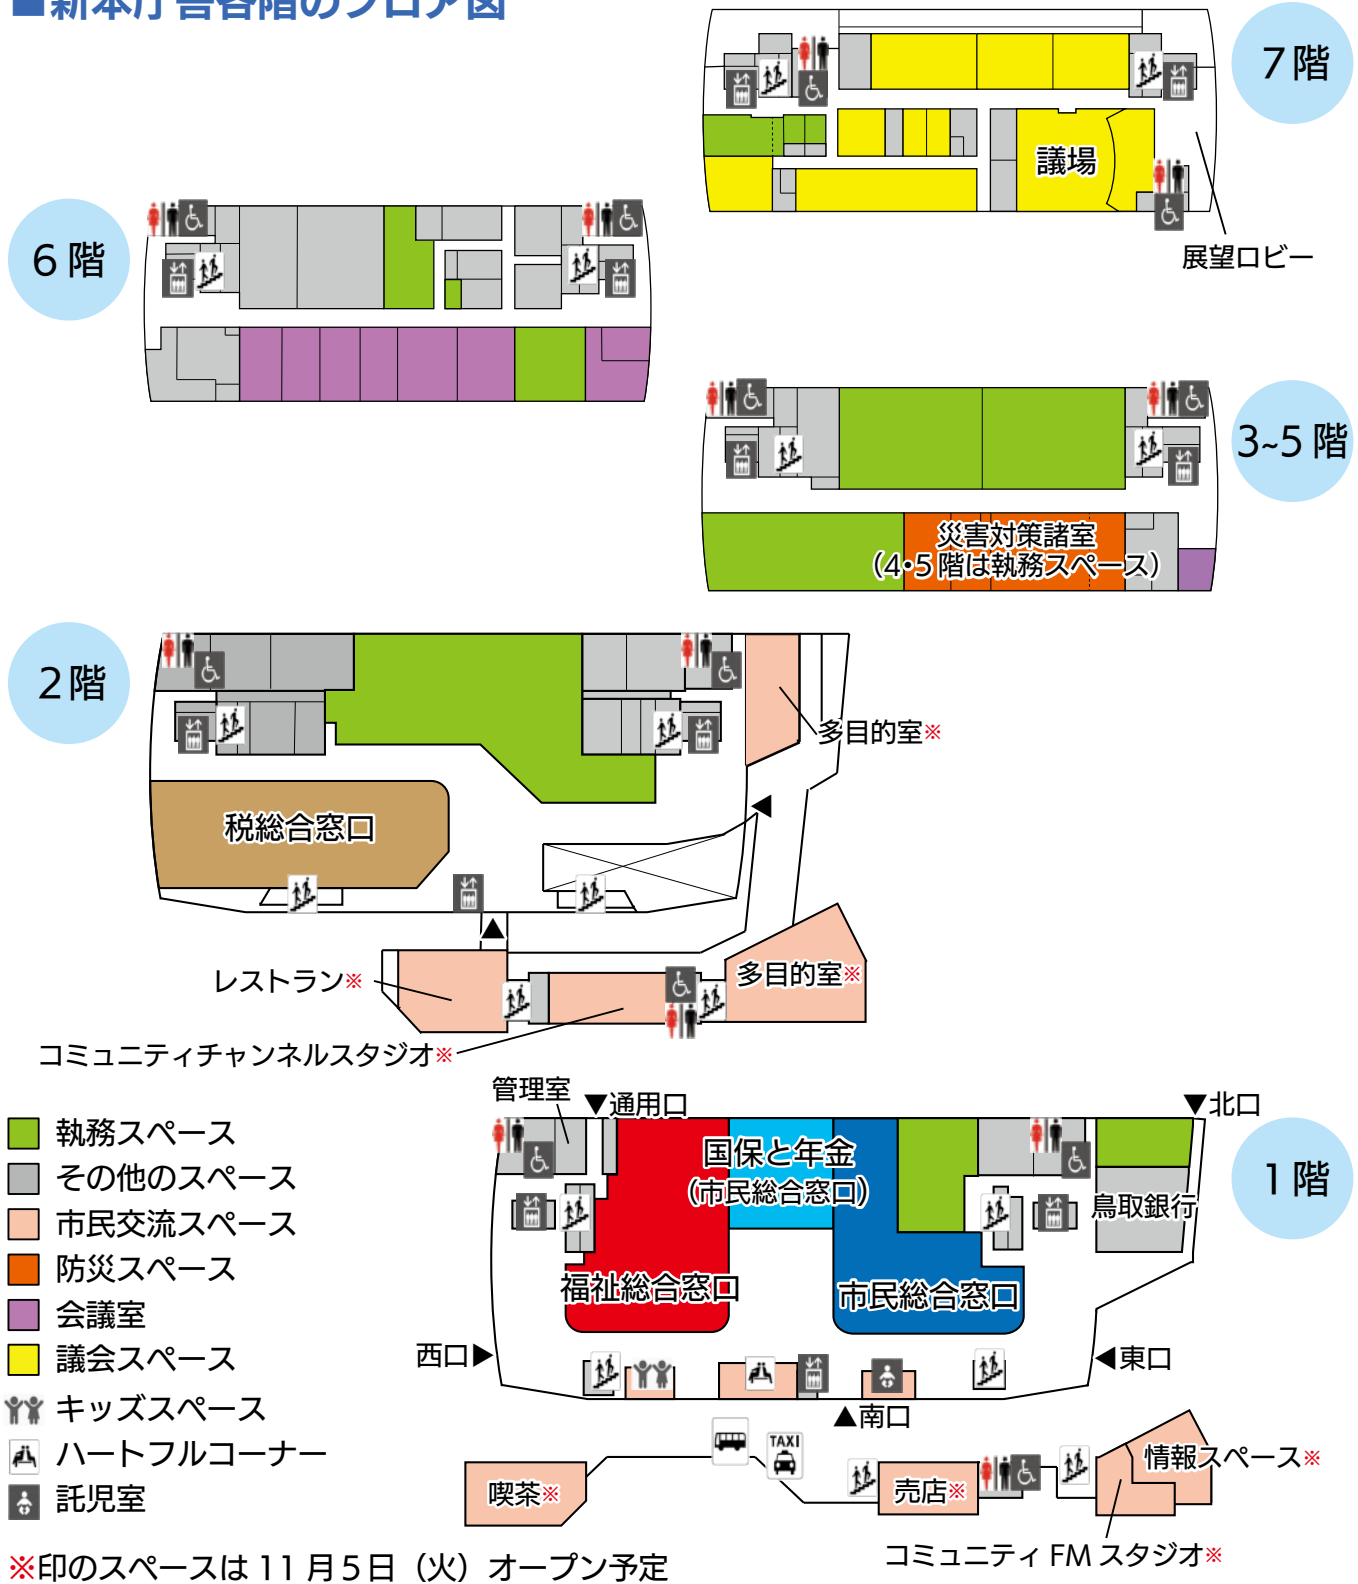 ■新本庁舎各階のフロア図
7階
議場
展望ロビー
6階
3~5階
災害対策諸室
(4・5階は執務スペース)
2階
多目的室※
税総合窓口
レストラン※
多目的室※
コミュニティチャンネルスタジオ※
管理室
▼通用口
▼北口
1階
国保と年金
(市民総合窓口)
鳥取銀行
福祉総合窓口
市民総合窓口
西口▶
◀東口
▲南口
TAXI
喫茶※
売店※
情報スペース※
コミュニティ FM スタジオ※
執務スペース
その他のスペース
市民交流スペース
防災スペース
会議室
議会スペース
キッズスペース
ハートフルコーナー
託児室
※印のスペースは 11 月5日(火)オープン予定